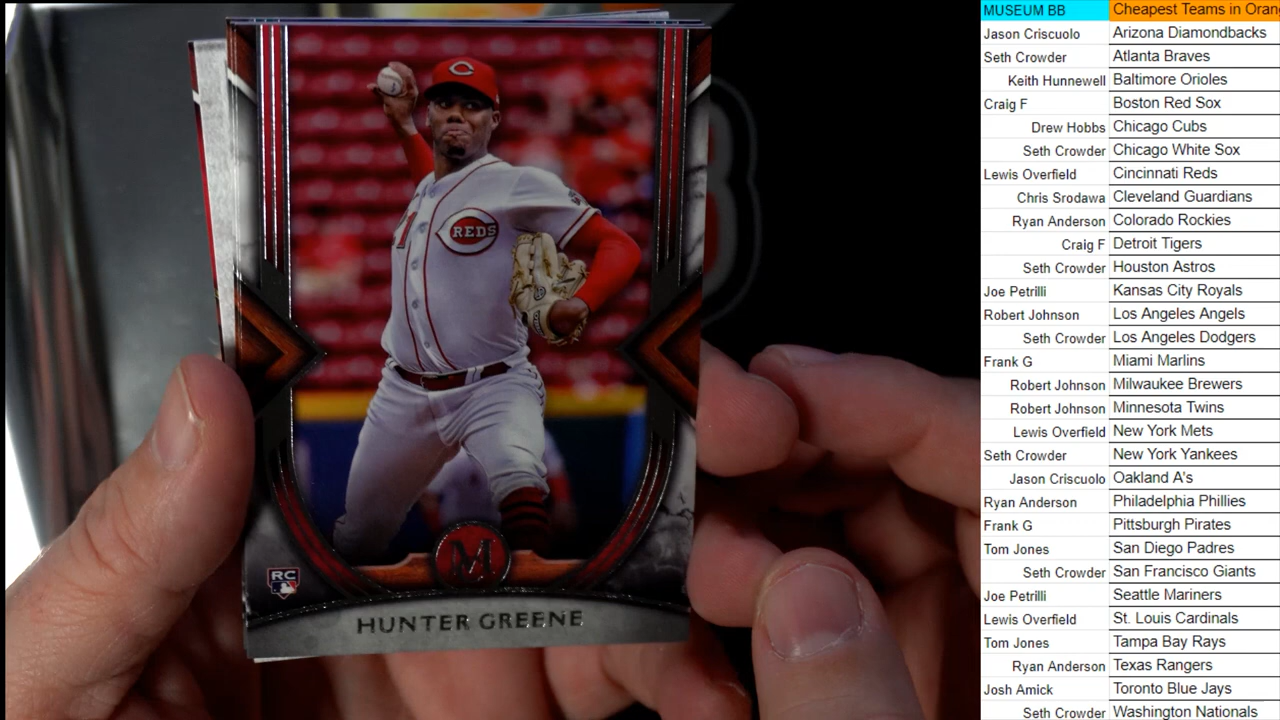 C
REDS
M
RC
HUNTER GREENE
MUSEUM BB Cheapest Teams in Oran
Jason Criscuolo Arizona Diamondbacks
Seth Crowder Atlanta Braves
Keith Hunnewell Baltimore Orioles
Craig F Boston Red Sox
Drew Hobbs Chicago Cubs
Seth Crowder Chicago White Sox
Lewis Overfield Cincinnati Reds
Chris Srodawa Cleveland Guardians
Ryan Anderson Colorado Rockies
Craig F Detroit Tigers
Seth Crowder Houston Astros
Joe Petrilli Kansas City Royals
Robert Johnson Los Angeles Angels
Seth Crowder Los Angeles Dodgers
Frank G Miami Marlins
Robert Johnson Milwaukee Brewers
Robert Johnson Minnesota Twins
Lewis Overfield New York Mets
Seth Crowder New York Yankees
Jason Criscuolo Oakland A's
Ryan Anderson Philadelphia Phillies
Frank G Pittsburgh Pirates
Tom Jones San Diego Padres
Seth Crowder San Francisco Giants
Joe Petrilli Seattle Mariners
Lewis Overfield St. Louis Cardinals
Tom Jones Tampa Bay Rays
Ryan Anderson Texas Rangers
Josh Amick Toronto Blue Jays
Seth Crowder Washington Nationals